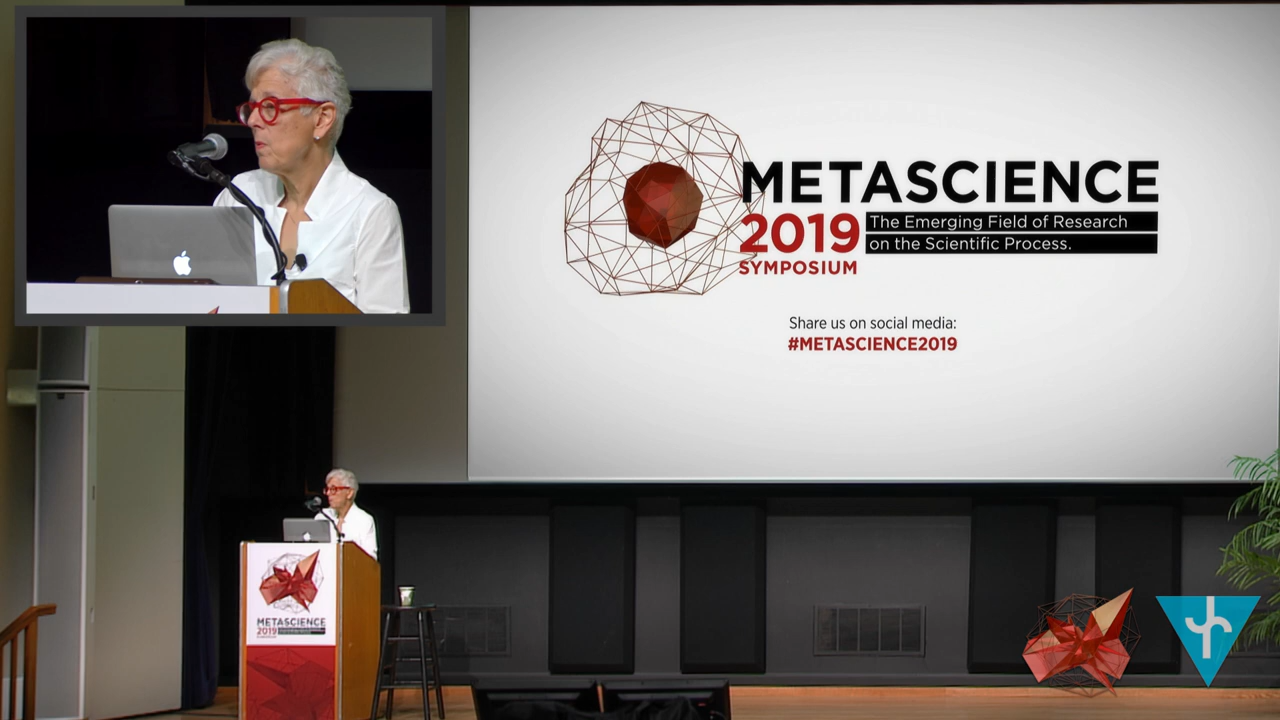 METASCIENCE
2019
The Emerging Field of Research
on the Scientific Process.
SYMPOSIUM
Share us on social media:
#METASCIENCE2019
METASCIENCE
2019
SYMPOSIUM